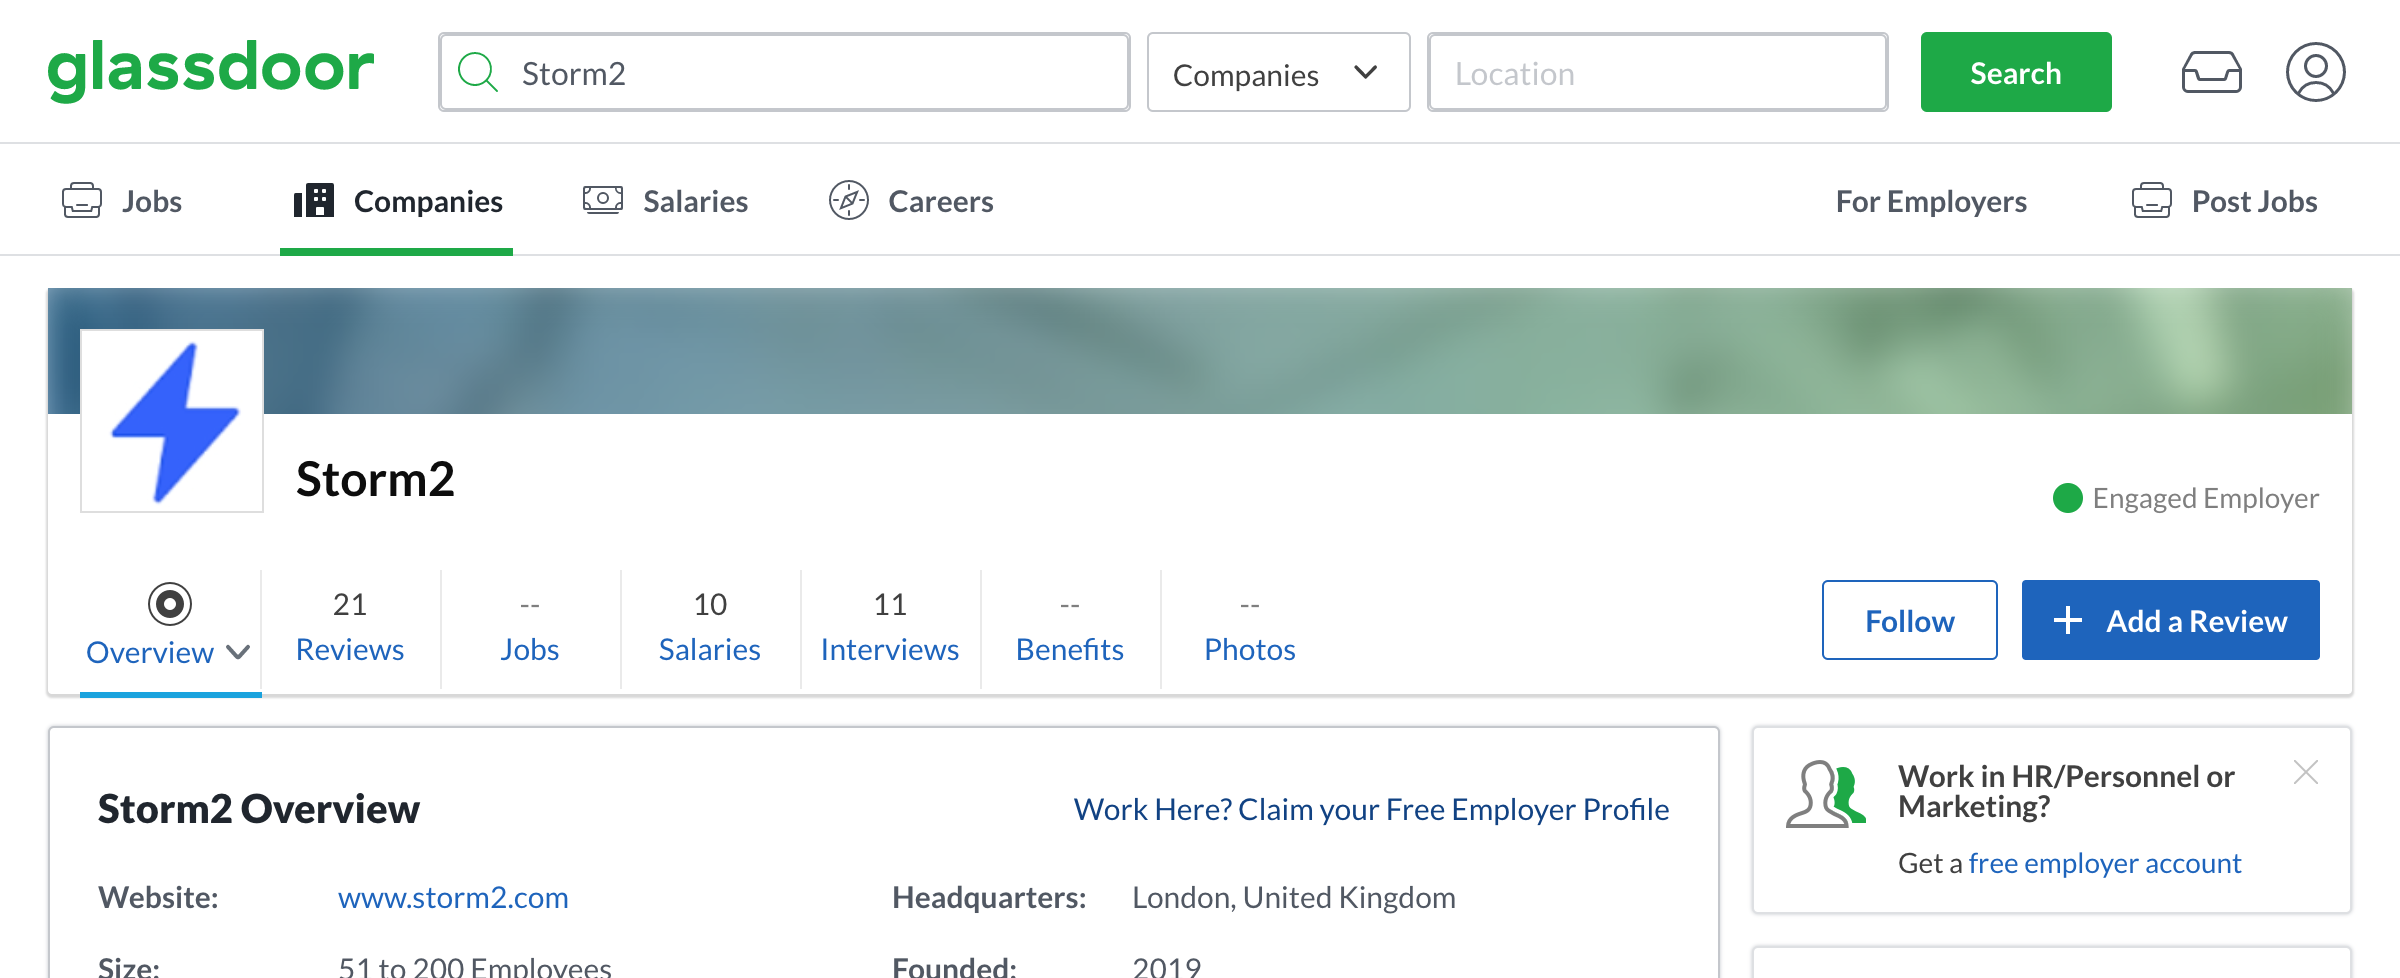 glassdoor
Storm2
Companies
Location
Search
Jobs
Companies
Salaries
Careers
For Employers
Post Jobs
Storm2
Engaged Employer
Overview
21
Reviews
--
Jobs
10
Salaries
11
Interviews
--
Benefits
--
Photos
Follow
+ Add a Review
Storm2 Overview
Work Here? Claim your Free Employer Profile
Website: www.storm2.com
Headquarters: London, United Kingdom
Size: 51 to 200 Employees
Founded: 2019
Work in HR/Personnel or
Marketing?
Get a free employer account